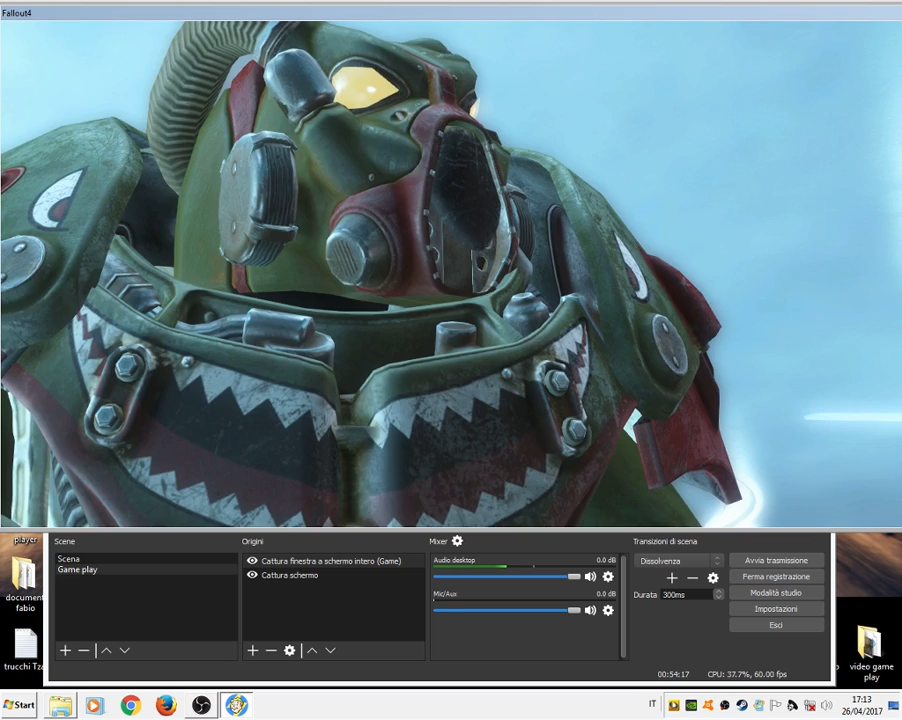 Fallout4
player
documen
fabio
trucchi Tza
Scene
Scena
Game play
Origini
Cattura finestra a schermo intero (Game)
Cattura schermo
Mixer
Audio desktop
0.0 dB
Mic/Aux
0.0 dB
Transizioni di scena
Dissolvenza
Durata
300ms
Avvia trasmissione
Ferma registrazione
Modalità studio
Impostazioni
Esci
00:54:17
CPU: 37.7%, 60.00 fps
video game
play
Start
IT
17:13
26/04/2017